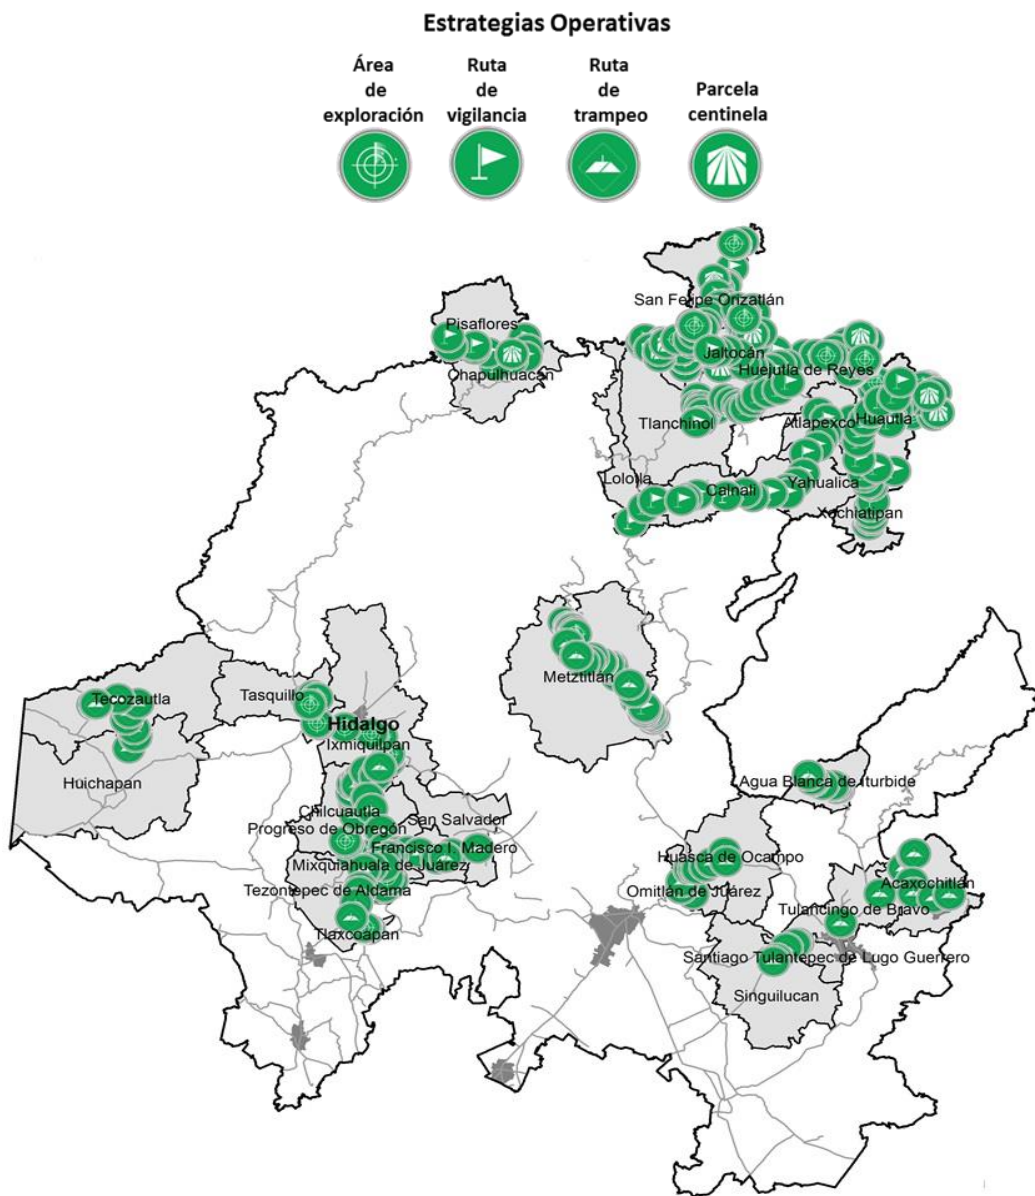 Estrategias Operativas
Área
de
exploración
Ruta
de
vigilancia
Ruta
de
trampeo
Parcela
centinela
San Felipe Orizatlán
Pisaflores
Jaltocán
Chapulhuacán
Huejutla de Reyes
Tlanchinol
Atlapexco
Huautla
Lolotla
Calnali
Yahualica
Xochiatipan
Metztitlán
Tecozautla
Tasquillo
Hidalgo
Ixmiquilpan
Huichapan
Agua Blanca de Iturbide
Chilcuautla
San Salvador
Progreso de Obregón
Francisco I. Madero
Mixquiahuala de Juárez
Huasca de Ocampo
Tezontepec de Aldama
Omitlán de Juárez
Acaxochitlán
Tulancingo de Bravo
Tlaxcoapan
Santiago Tulantepec de Lugo Guerrero
Singuilucan